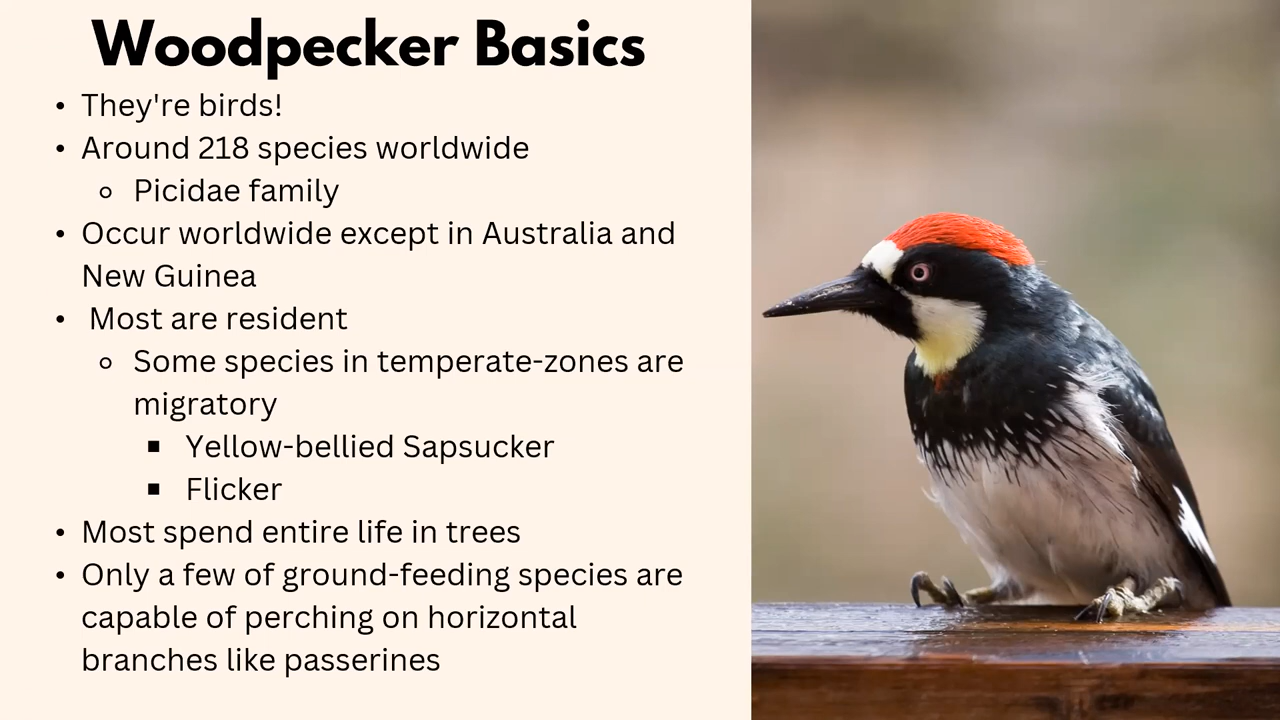 Woodpecker Basics
• They're birds!
• Around 218 species worldwide
◦ Picidae family
• Occur worldwide except in Australia and
New Guinea
• Most are resident
◦ Some species in temperate-zones are
migratory
▪ Yellow-bellied Sapsucker
▪ Flicker
• Most spend entire life in trees
• Only a few of ground-feeding species are
capable of perching on horizontal
branches like passerines